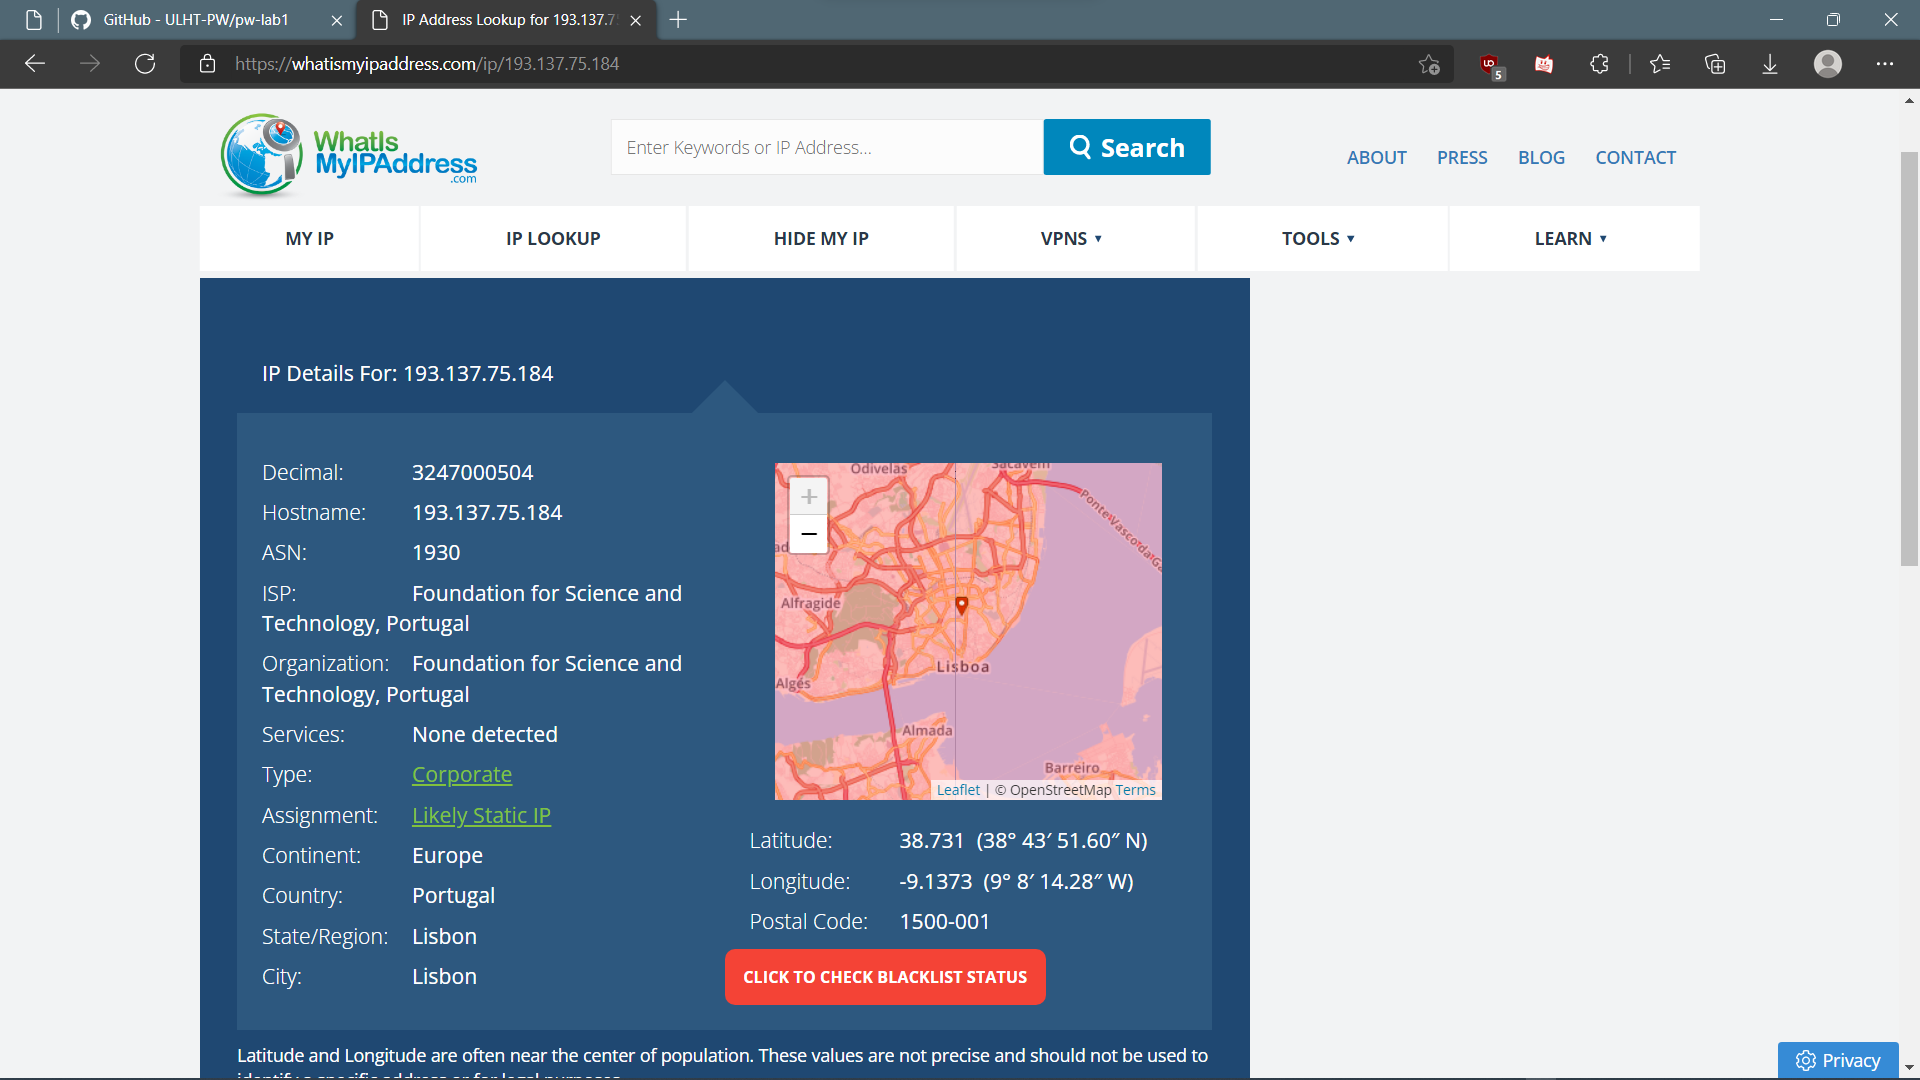 GitHub - ULHT-PW/pw-lab1
IP Address Lookup for 193.137.7
https://whatismyipaddress.com/ip/193.137.75.184
5
WhatIs
MyIPAddress
.com
Enter Keywords or IP Address...
Search
ABOUT PRESS BLOG CONTACT
MY IP IP LOOKUP HIDE MY IP VPNS TOOLS LEARN
IP Details For: 193.137.75.184
Decimal: 3247000504
Hostname: 193.137.75.184
ASN: 1930
ISP: Foundation for Science and
Technology, Portugal
Organization: Foundation for Science and
Technology, Portugal
Services: None detected
Type: Corporate
Assignment: Likely Static IP
Continent: Europe
Country: Portugal
State/Region: Lisbon
City: Lisbon
+
−
Odivelas
Sacavém
Ponte Vasco da Ga
Alfragide
Lisboa
Algés
Almada
Barreiro
Leaflet | © OpenStreetMap Terms
Latitude: 38.731 (38° 43′ 51.60″ N)
Longitude: -9.1373 (9° 8′ 14.28″ W)
Postal Code: 1500-001
CLICK TO CHECK BLACKLIST STATUS
Latitude and Longitude are often near the center of population. These values are not precise and should not be used to
Privacy